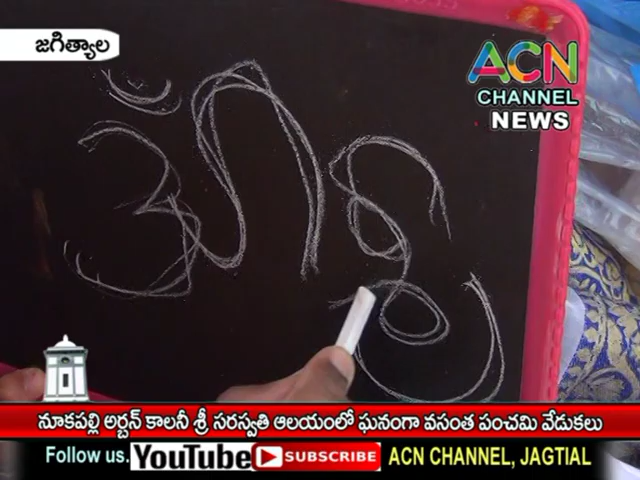 జగిత్యాల
ACN
CHANNEL
NEWS
ॐ శ్రీ
నూకపల్లి అర్బన్ కాలనీ శ్రీ సరస్వతి ఆలయంలో ఘనంగా వసంత పంచమి వేడుకలు
Follow us. YouTube SUBSCRIBE ACN CHANNEL, JAGTIAL